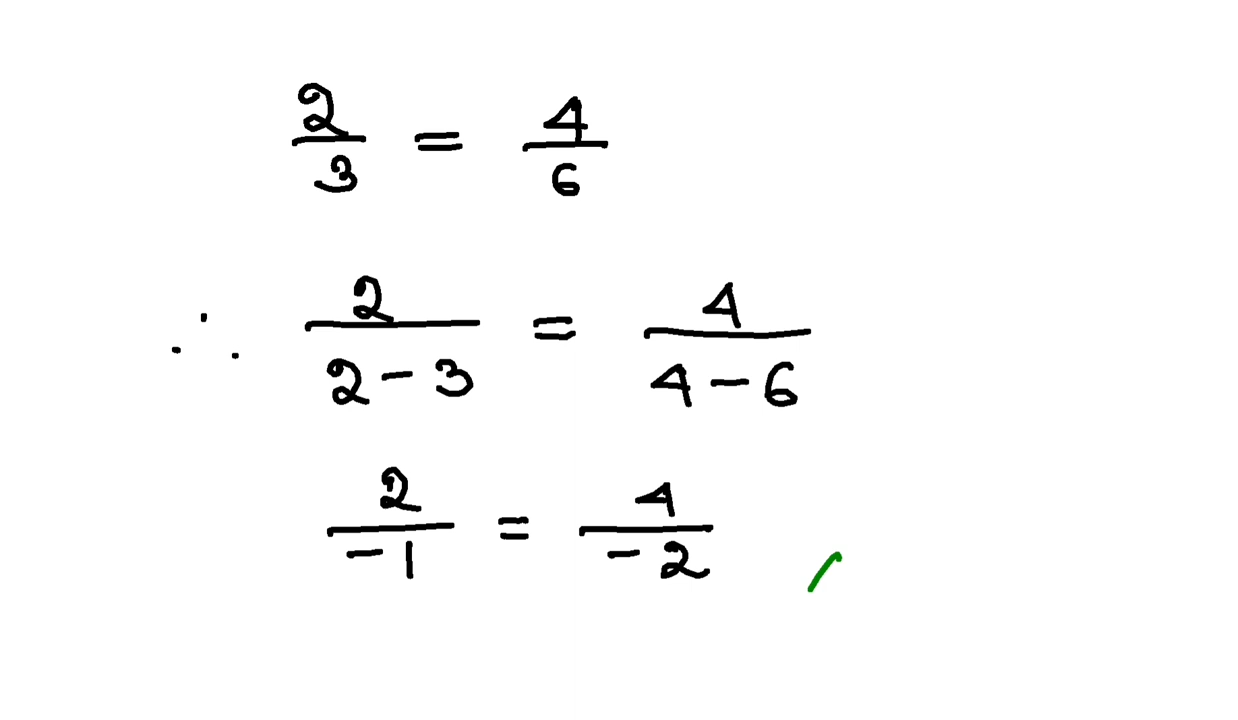 2/3 = 4/6
∴ 2/(2-3) = 4/(4-6)
2/-1 = 4/-2